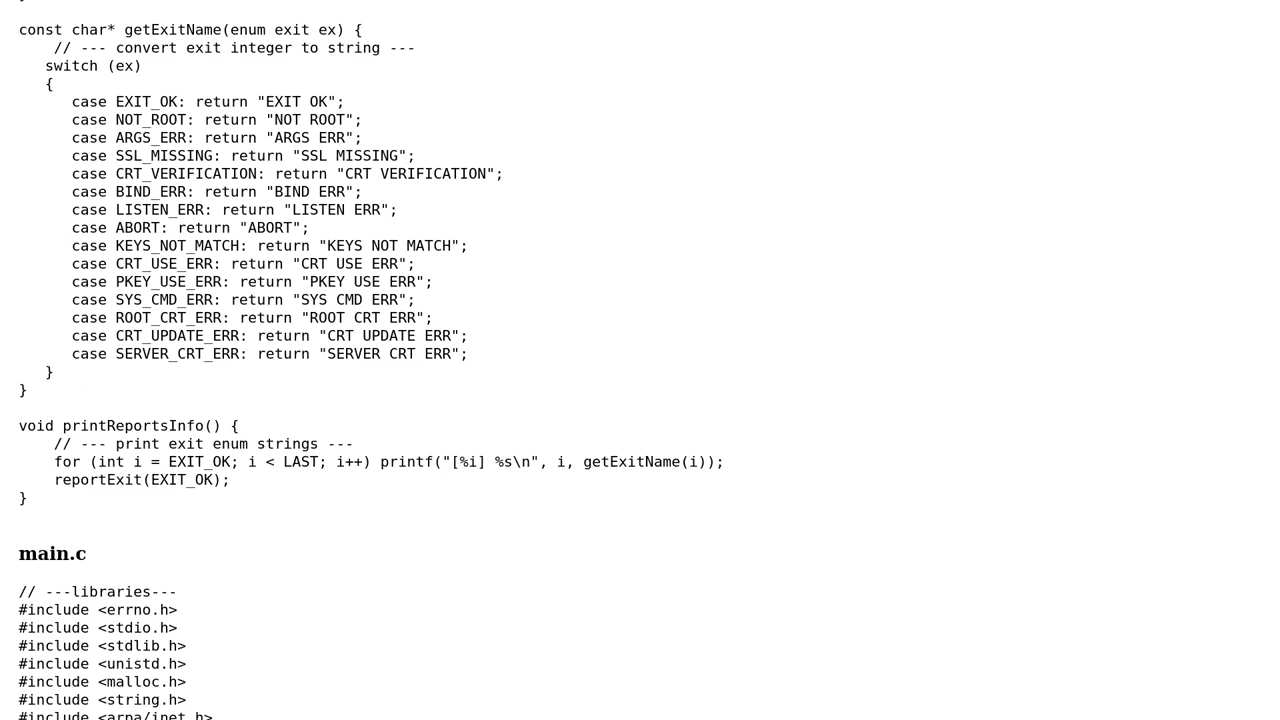 const char* getExitName(enum exit ex) {
    // --- convert exit integer to string ---
   switch (ex)
   {
      case EXIT_OK: return "EXIT OK";
      case NOT_ROOT: return "NOT ROOT";
      case ARGS_ERR: return "ARGS ERR";
      case SSL_MISSING: return "SSL MISSING";
      case CRT_VERIFICATION: return "CRT VERIFICATION";
      case BIND_ERR: return "BIND ERR";
      case LISTEN_ERR: return "LISTEN ERR";
      case ABORT: return "ABORT";
      case KEYS_NOT_MATCH: return "KEYS NOT MATCH";
      case CRT_USE_ERR: return "CRT USE ERR";
      case PKEY_USE_ERR: return "PKEY USE ERR";
      case SYS_CMD_ERR: return "SYS CMD ERR";
      case ROOT_CRT_ERR: return "ROOT CRT ERR";
      case CRT_UPDATE_ERR: return "CRT UPDATE ERR";
      case SERVER_CRT_ERR: return "SERVER CRT ERR";
   }
}

void printReportsInfo() {
    // --- print exit enum strings ---
    for (int i = EXIT_OK; i < LAST; i++) printf("[%i] %s\n", i, getExitName(i));
    reportExit(EXIT_OK);
}

main.c

// ---libraries---
#include <errno.h>
#include <stdio.h>
#include <stdlib.h>
#include <unistd.h>
#include <malloc.h>
#include <string.h>
#include <arpa/inet.h>